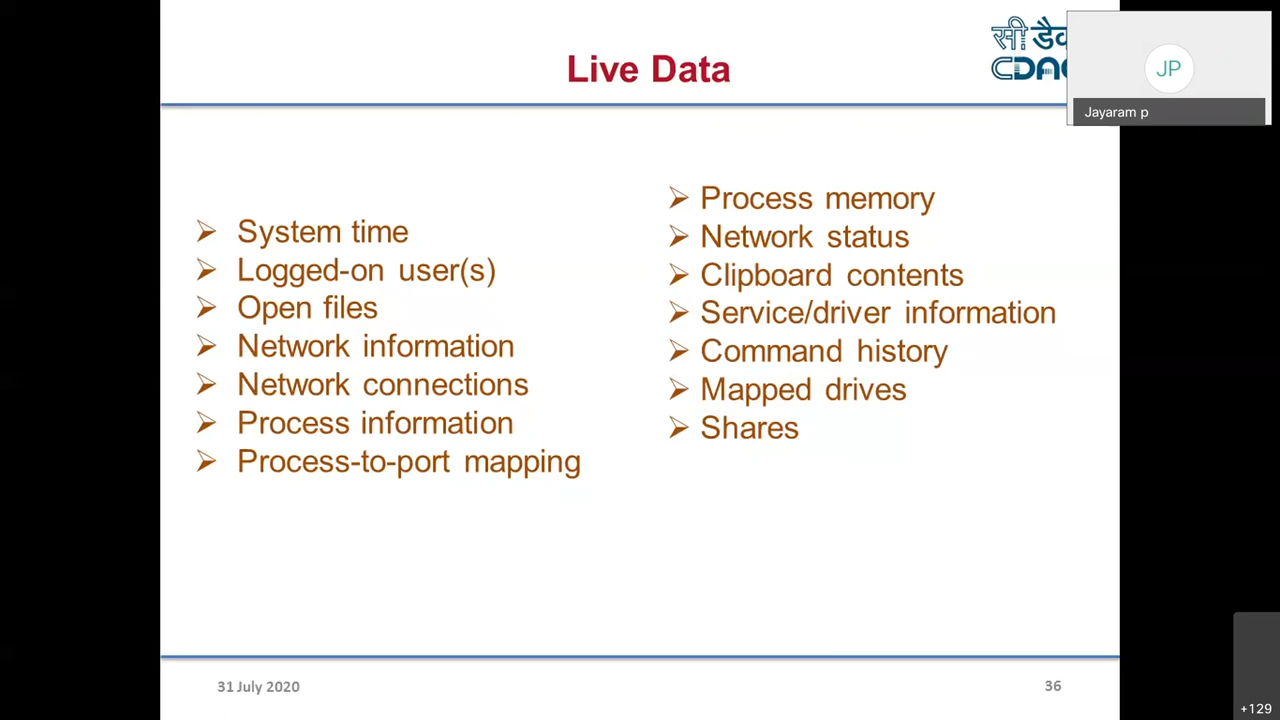 Live Data
सी डैक
CDAC
JP
Jayaram p
System time
Logged-on user(s)
Open files
Network information
Network connections
Process information
Process-to-port mapping
Process memory
Network status
Clipboard contents
Service/driver information
Command history
Mapped drives
Shares
31 July 2020
36
+129